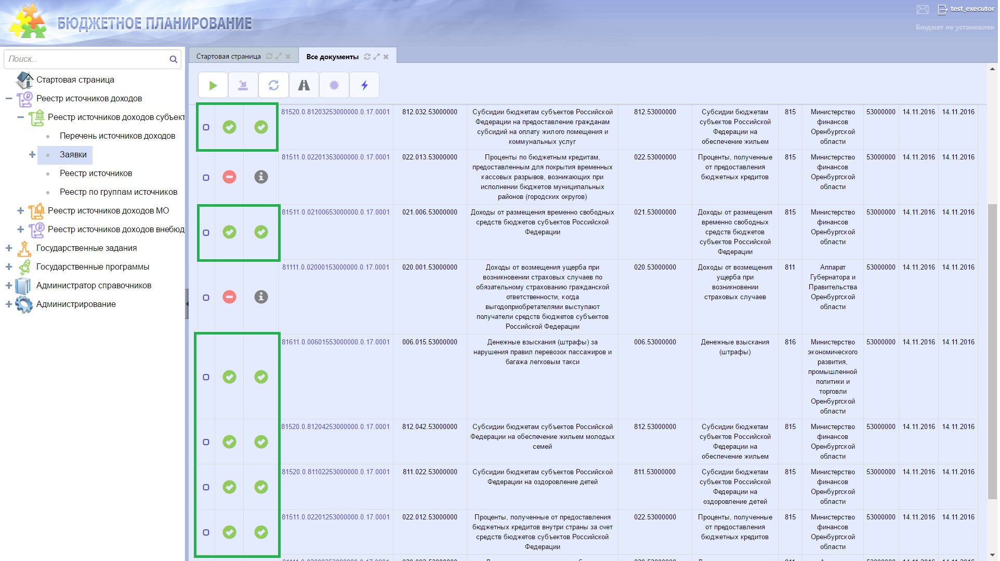 БЮДЖЕТНОЕ ПЛАНИРОВАНИЕ
test_executor
Бюджет не установлен
Поиск...
Стартовая страница
Реестр источников доходов
Реестр источников доходов субъект
Перечень источников доходов
Заявки
Реестр источников
Реестр по группам источников
Реестр источников доходов МО
Реестр источников доходов внебюд
Государственные задания
Государственные программы
Администратор справочников
Администрирование
Стартовая страница
Все документы
81520.0.81203253000000.0.17.0001
812.032.53000000
Субсидии бюджетам субъектов Российской
Федерации на предоставление гражданам
субсидий на оплату жилого помещения и
коммунальных услуг
812.53000000
Субсидии бюджетам
субъектов Российской
Федерации на
обеспечение жильем
815
Министерство
финансов
Оренбургской
области
53000000
14.11.2016
14.11.2016
81511.0.02201353000000.0.17.0001
022.013.53000000
Проценты по бюджетным кредитам,
предоставленным для покрытия временных
кассовых разрывов, возникающих при
исполнении бюджетов муниципальных
районов (городских округов)
022.53000000
Проценты, полученные
от предоставления
бюджетных кредитов
815
Министерство
финансов
Оренбургской
области
53000000
14.11.2016
14.11.2016
81511.0.02100653000000.0.17.0001
021.006.53000000
Доходы от размещения временно свободных
средств бюджетов субъектов Российской
Федерации
021.53000000
Доходы от размещения
временно свободных
средств бюджетов
субъектов Российской
Федерации
815
Министерство
финансов
Оренбургской
области
53000000
14.11.2016
14.11.2016
81111.0.02000153000000.0.17.0001
020.001.53000000
Доходы от возмещения ущерба при
возникновении страховых случаев по
обязательному страхованию гражданской
ответственности, когда
выгодоприобретателями выступают
получатели средств бюджетов субъектов
Российской Федерации
020.53000000
Доходы от возмещения
ущерба при
возникновении
страховых случаев
811
Аппарат
Губернатора и
Правительства
Оренбургской
области
53000000
14.11.2016
14.11.2016
81611.0.00601553000000.0.17.0001
006.015.53000000
Денежные взыскания (штрафы) за
нарушения правил перевозок пассажиров и
багажа легковым такси
006.53000000
Денежные взыскания
(штрафы)
816
Министерство
экономического
развития,
промышленной
политики и
торговли
Оренбургской
области
53000000
14.11.2016
14.11.2016
81520.0.81204253000000.0.17.0001
812.042.53000000
Субсидии бюджетам субъектов Российской
Федерации на обеспечение жильем молодых
семей
812.53000000
Субсидии бюджетам
субъектов Российской
Федерации на
обеспечение жильем
815
Министерство
финансов
Оренбургской
области
53000000
14.11.2016
14.11.2016
81520.0.81102253000000.0.17.0001
811.022.53000000
Субсидии бюджетам субъектов Российской
Федерации на оздоровление детей
811.53000000
Субсидии бюджетам
субъектов Российской
Федерации на
оздоровление детей
815
Министерство
финансов
Оренбургской
области
53000000
14.11.2016
14.11.2016
81511.0.02201253000000.0.17.0001
022.012.53000000
Проценты, полученные от предоставления
бюджетных кредитов внутри страны за счет
средств бюджетов субъектов Российской
Федерации
022.53000000
Проценты, полученные
от предоставления
бюджетных кредитов
815
Министерство
финансов
Оренбургской
области
53000000
14.11.2016
14.11.2016